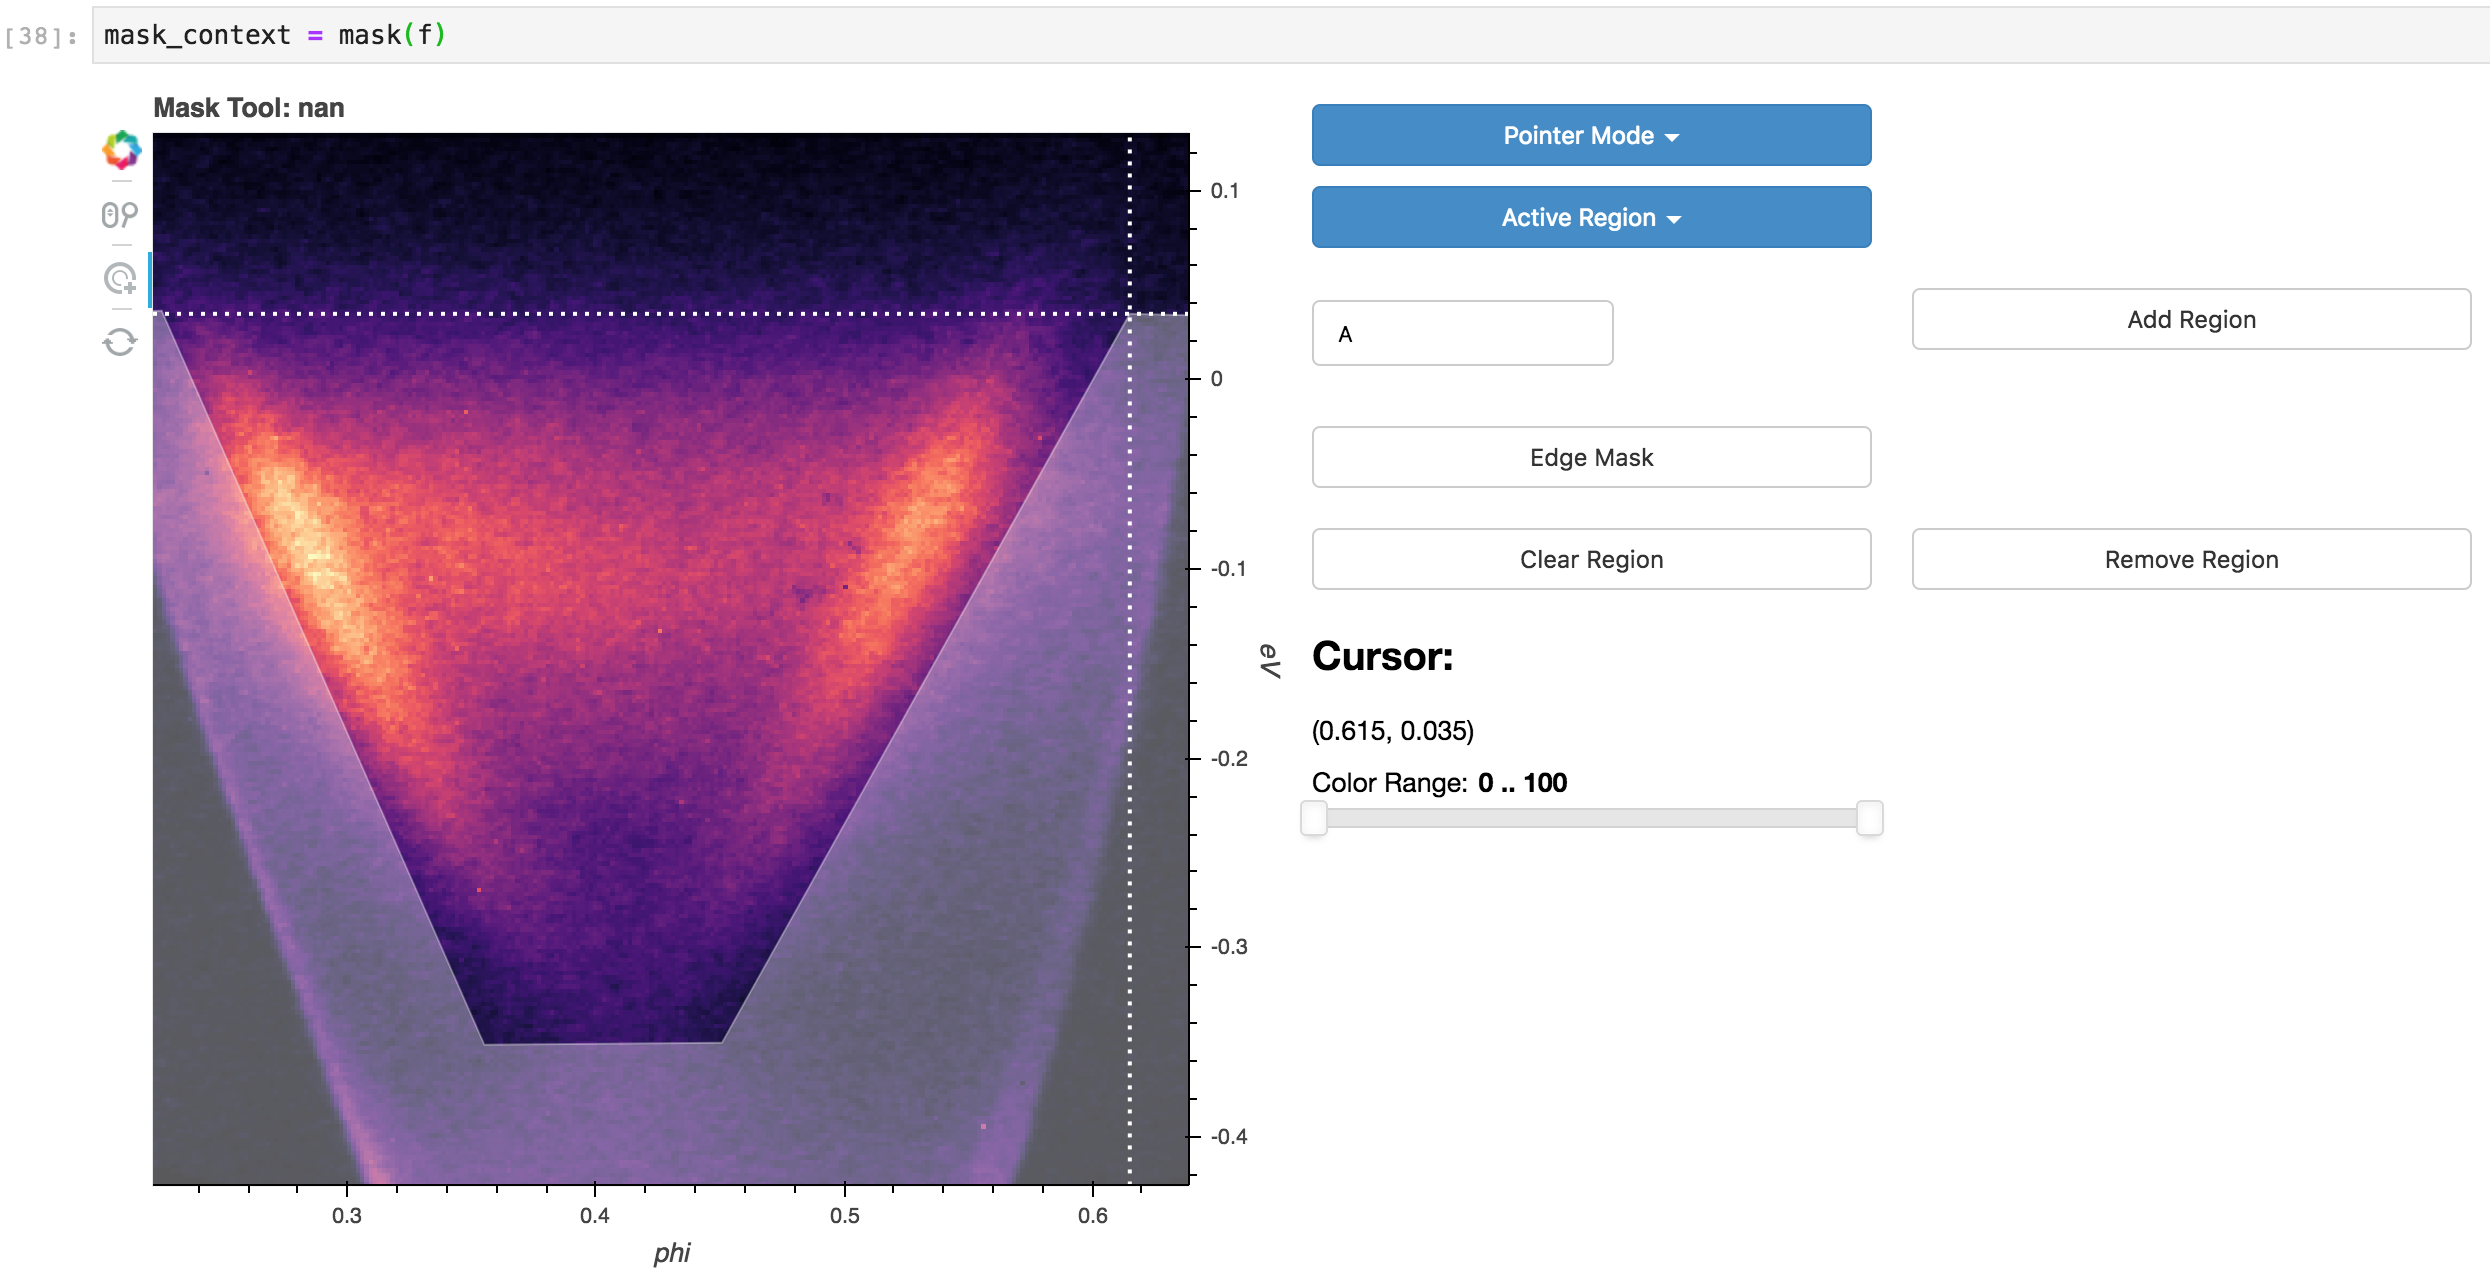 [38]: mask_context = mask(f)
Mask Tool: nan
0.1
0
-0.1
-0.2
-0.3
-0.4
eV
0.3 0.4 0.5 0.6
phi
Pointer Mode
Active Region
A
Add Region
Edge Mask
Clear Region
Remove Region
Cursor:
(0.615, 0.035)
Color Range: 0 .. 100